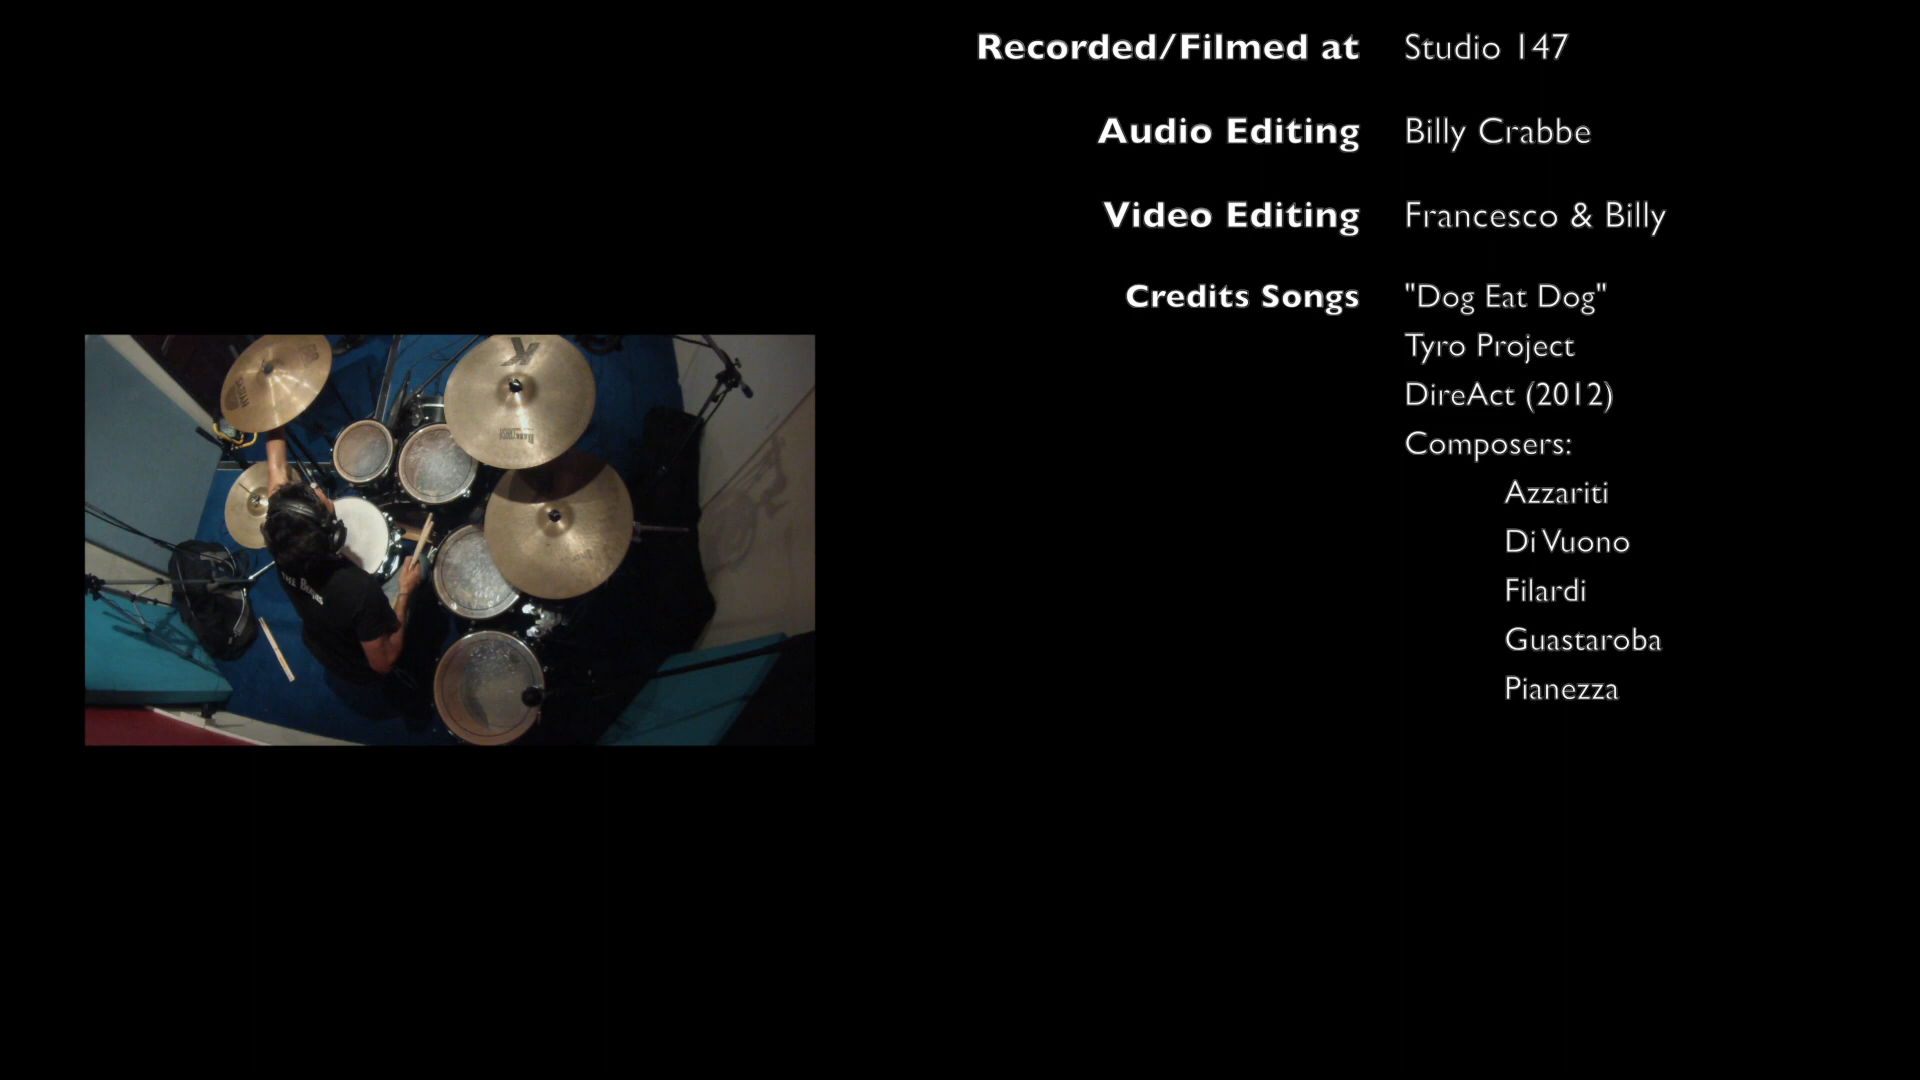 Recorded/Filmed at Studio 147
Audio Editing Billy Crabbe
Video Editing Francesco & Billy
Credits Songs "Dog Eat Dog"
Tyro Project
DireAct (2012)
Composers:
Azzariti
Di Vuono
Filardi
Guastaroba
Pianezza
K
THE